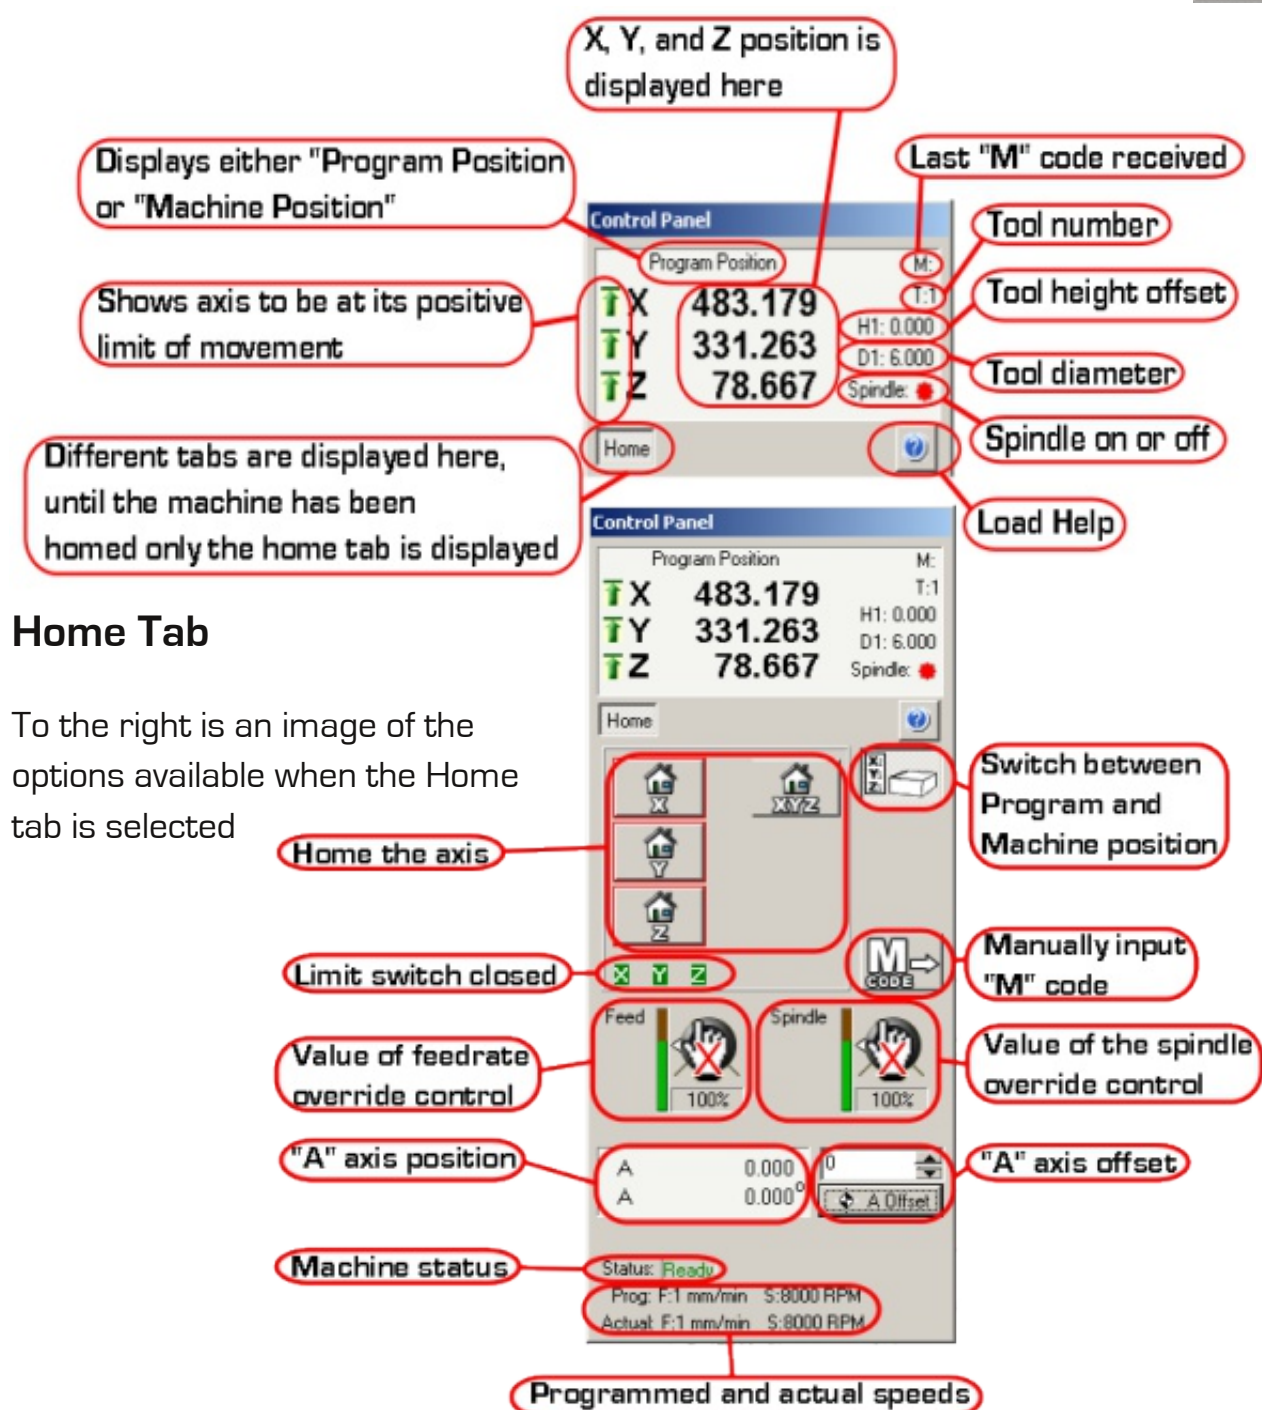 X, Y, and Z position is
displayed here
Displays either "Program Position
or "Machine Position"
Last "M" code received
Tool number
Tool height offset
Tool diameter
Spindle on or off
Load Help
Shows axis to be at its positive
limit of movement
Different tabs are displayed here,
until the machine has been
homed only the home tab is displayed
Control Panel
Program Position M:
T:1
X 483.179
H1: 0.000
Y 331.263
D1: 6.000
Z 78.667 Spindle:
Home
Control Panel
Program Position M:
T:1
X 483.179
H1: 0.000
Y 331.263
D1: 6.000
Z 78.667 Spindle:
Home
Home Tab
To the right is an image of the
options available when the Home
tab is selected
X XYZ
Y
Z
X:
Y:
Z:
Switch between
Program and
Machine position
Home the axis
Limit switch closed
X Y Z
M
CODE
Manually input
"M" code
Value of feedrate
override control
Feed
100%
Spindle
100%
Value of the spindle
override control
"A" axis position
A 0.000
A 0.000°
0
A Offset
"A" axis offset
Machine status
Status: Ready
Prog: F:1 mm/min S:8000 RPM
Actual: F:1 mm/min S:8000 RPM
Programmed and actual speeds